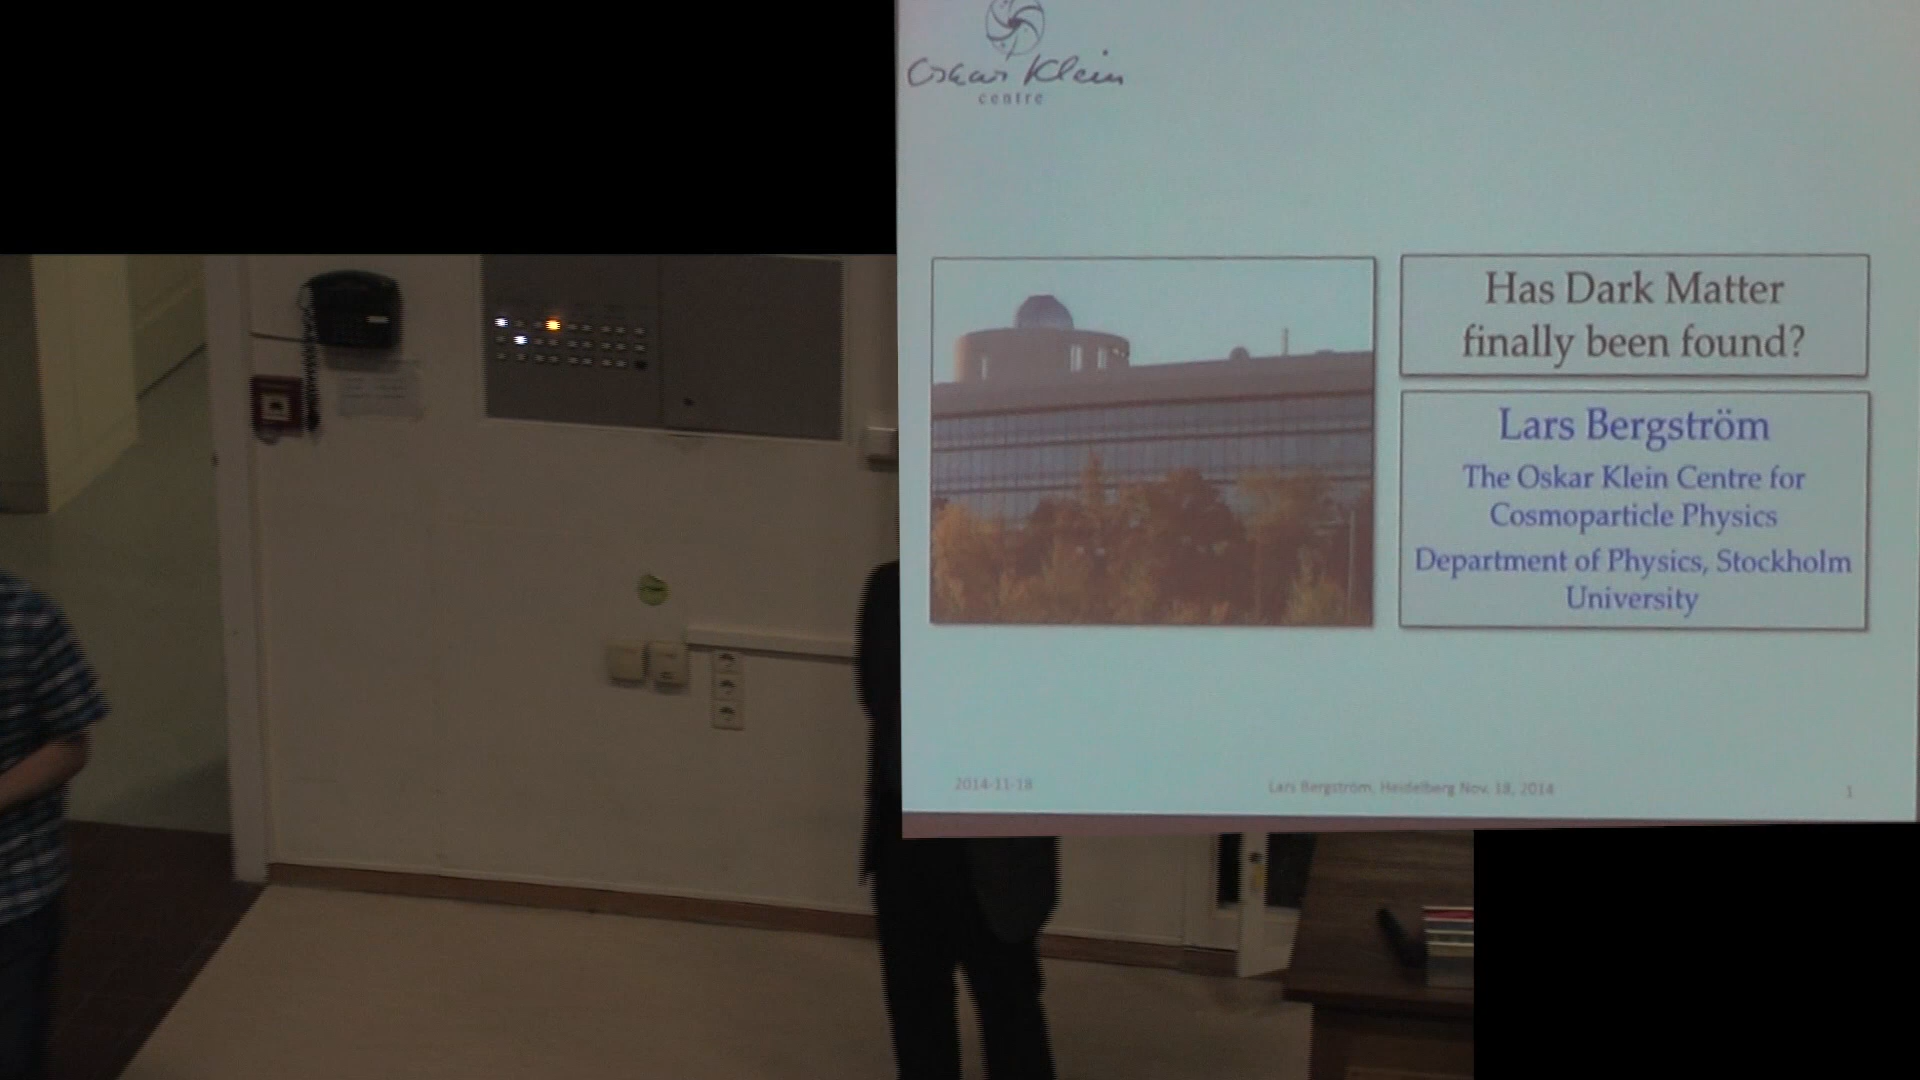 Oskar Klein
centre
Has Dark Matter
finally been found?
Lars Bergström
The Oskar Klein Centre for
Cosmoparticle Physics
Department of Physics, Stockholm
University
2014-11-18
Lars Bergström, Heidelberg Nov. 18, 2014
1